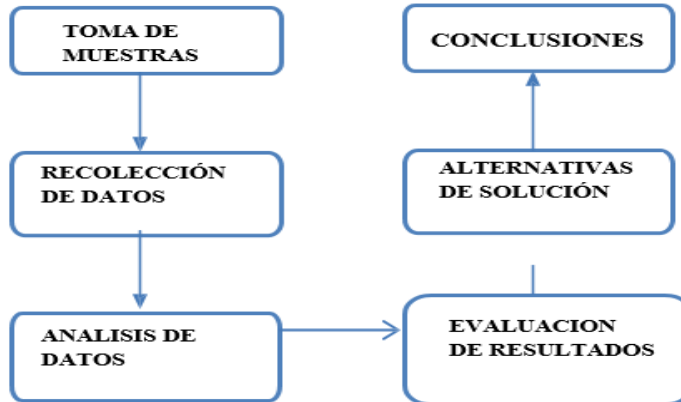 TOMA DE
MUESTRAS
RECOLECCIÓN
DE DATOS
ANALISIS DE
DATOS
EVALUACION
DE RESULTADOS
ALTERNATIVAS
DE SOLUCIÓN
CONCLUSIONES